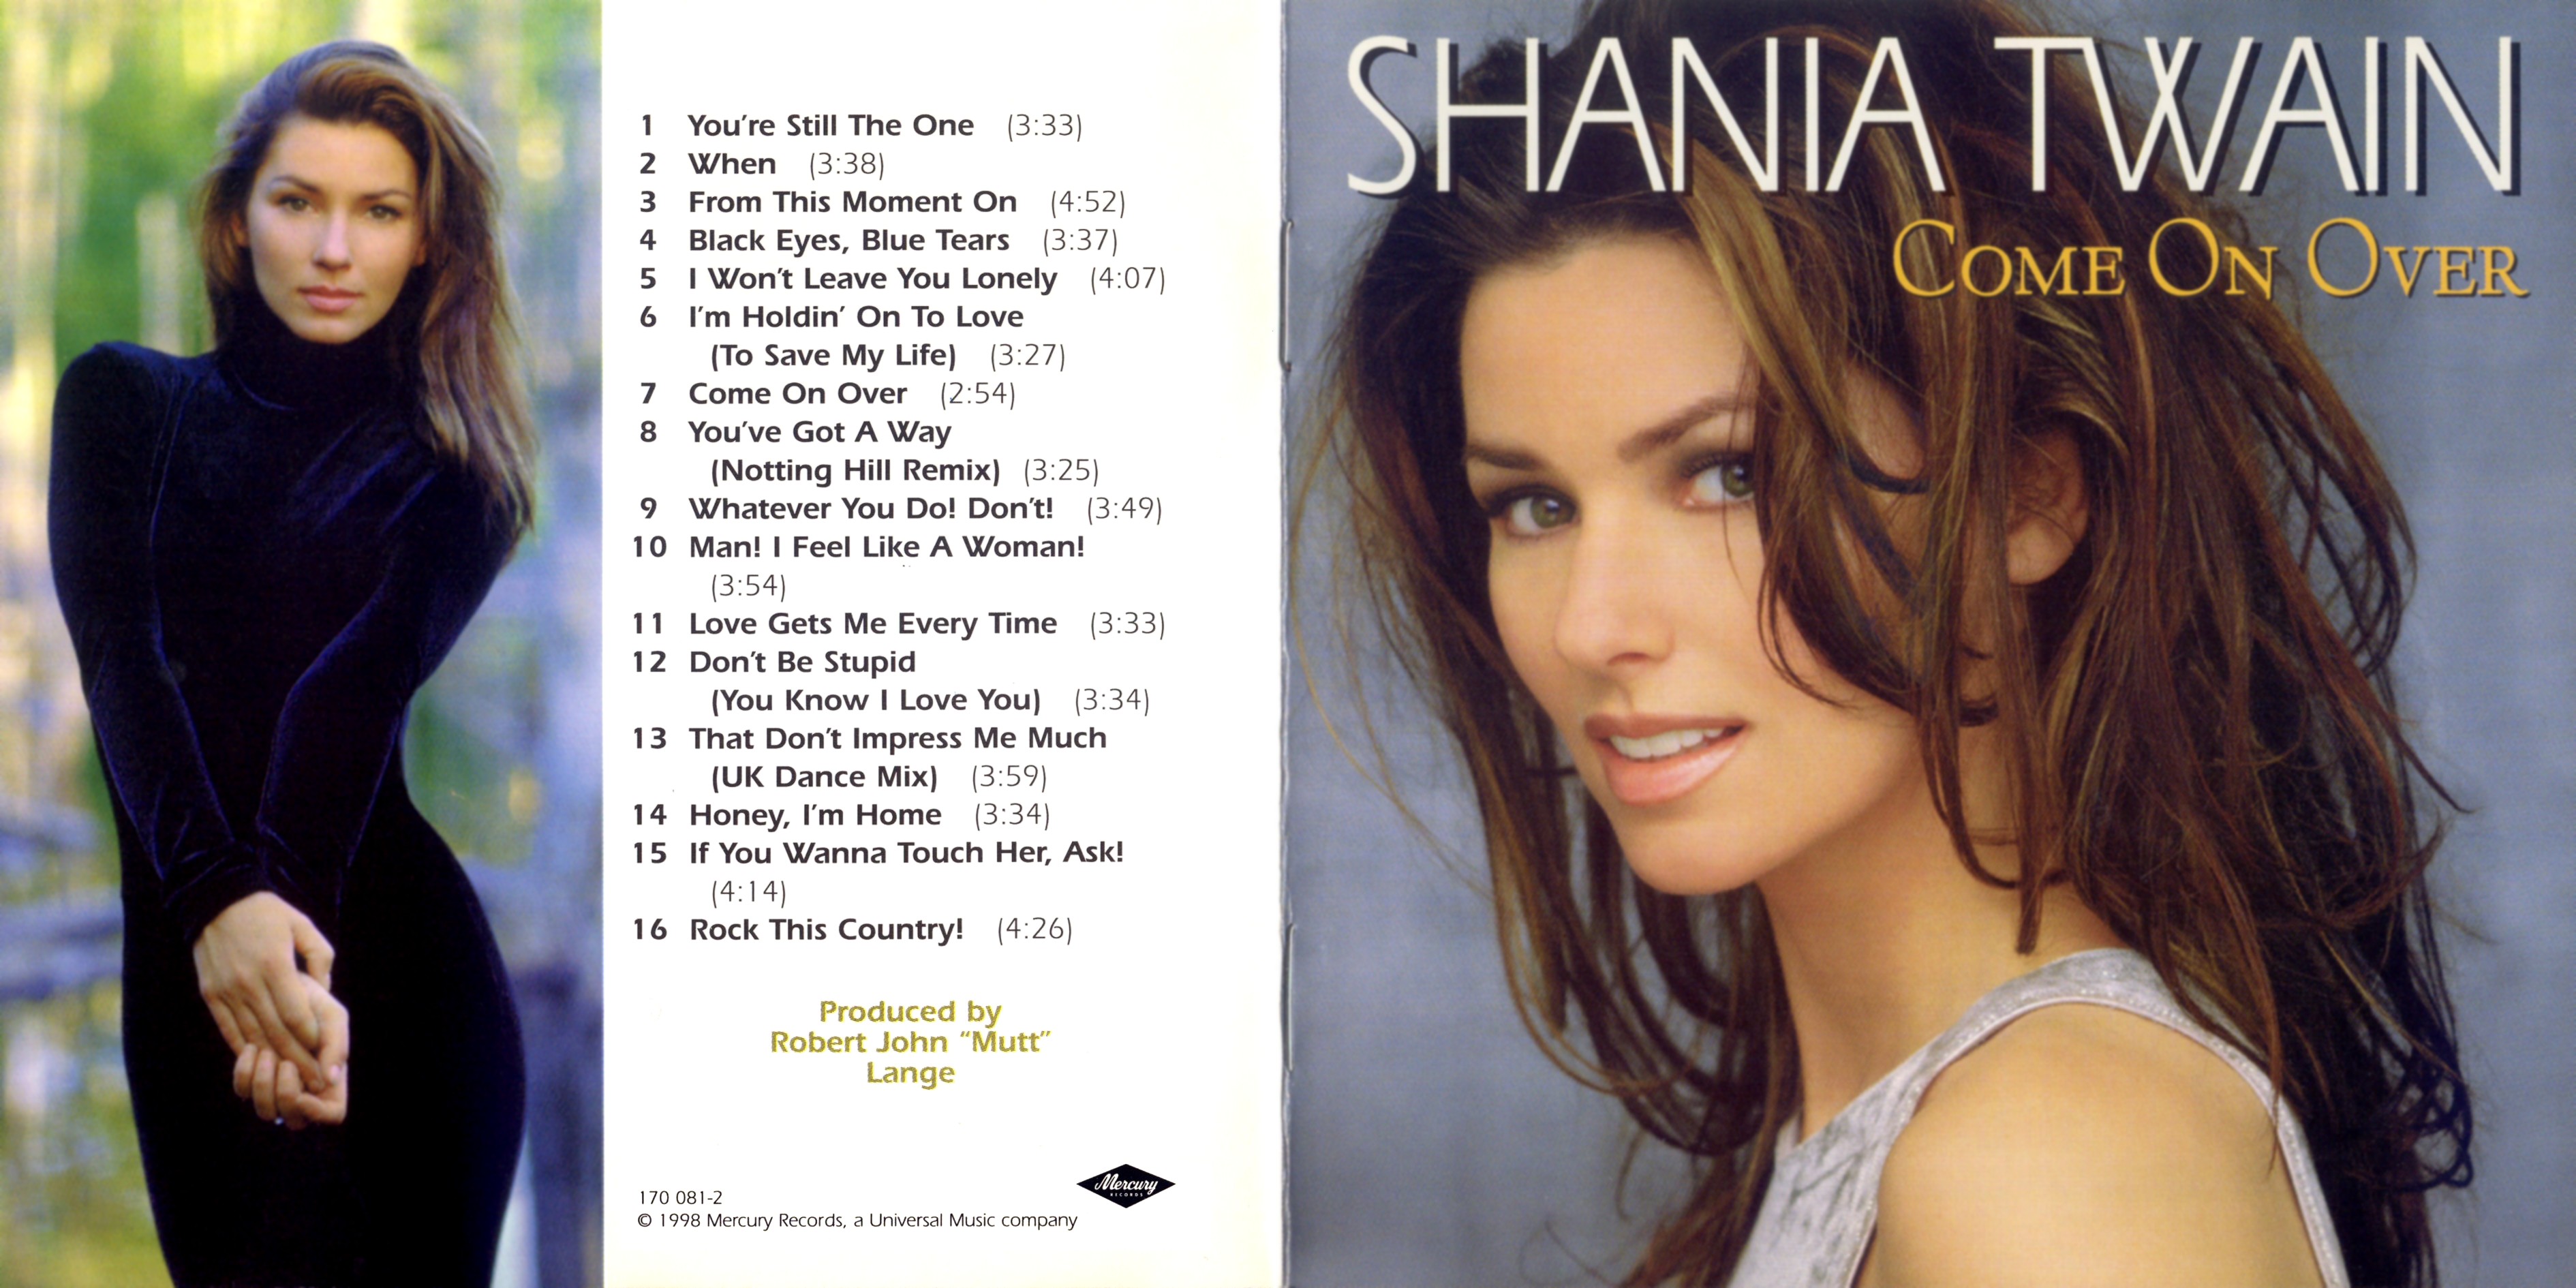 1 You're Still The One (3:33)
2 When (3:38)
3 From This Moment On (4:52)
4 Black Eyes, Blue Tears (3:37)
5 I Won't Leave You Lonely (4:07)
6 I'm Holdin' On To Love
(To Save My Life) (3:27)
7 Come On Over (2:54)
8 You've Got A Way
(Notting Hill Remix) (3:25)
9 Whatever You Do! Don't! (3:49)
10 Man! I Feel Like A Woman!
(3:54)
11 Love Gets Me Every Time (3:33)
12 Don't Be Stupid
(You Know I Love You) (3:34)
13 That Don't Impress Me Much
(UK Dance Mix) (3:59)
14 Honey, I'm Home (3:34)
15 If You Wanna Touch Her, Ask!
(4:14)
16 Rock This Country! (4:26)
Produced by
Robert John "Mutt"
Lange
Mercury
RECORDS
170 081-2
© 1998 Mercury Records, a Universal Music company
SHANIA TWAIN
COME ON OVER